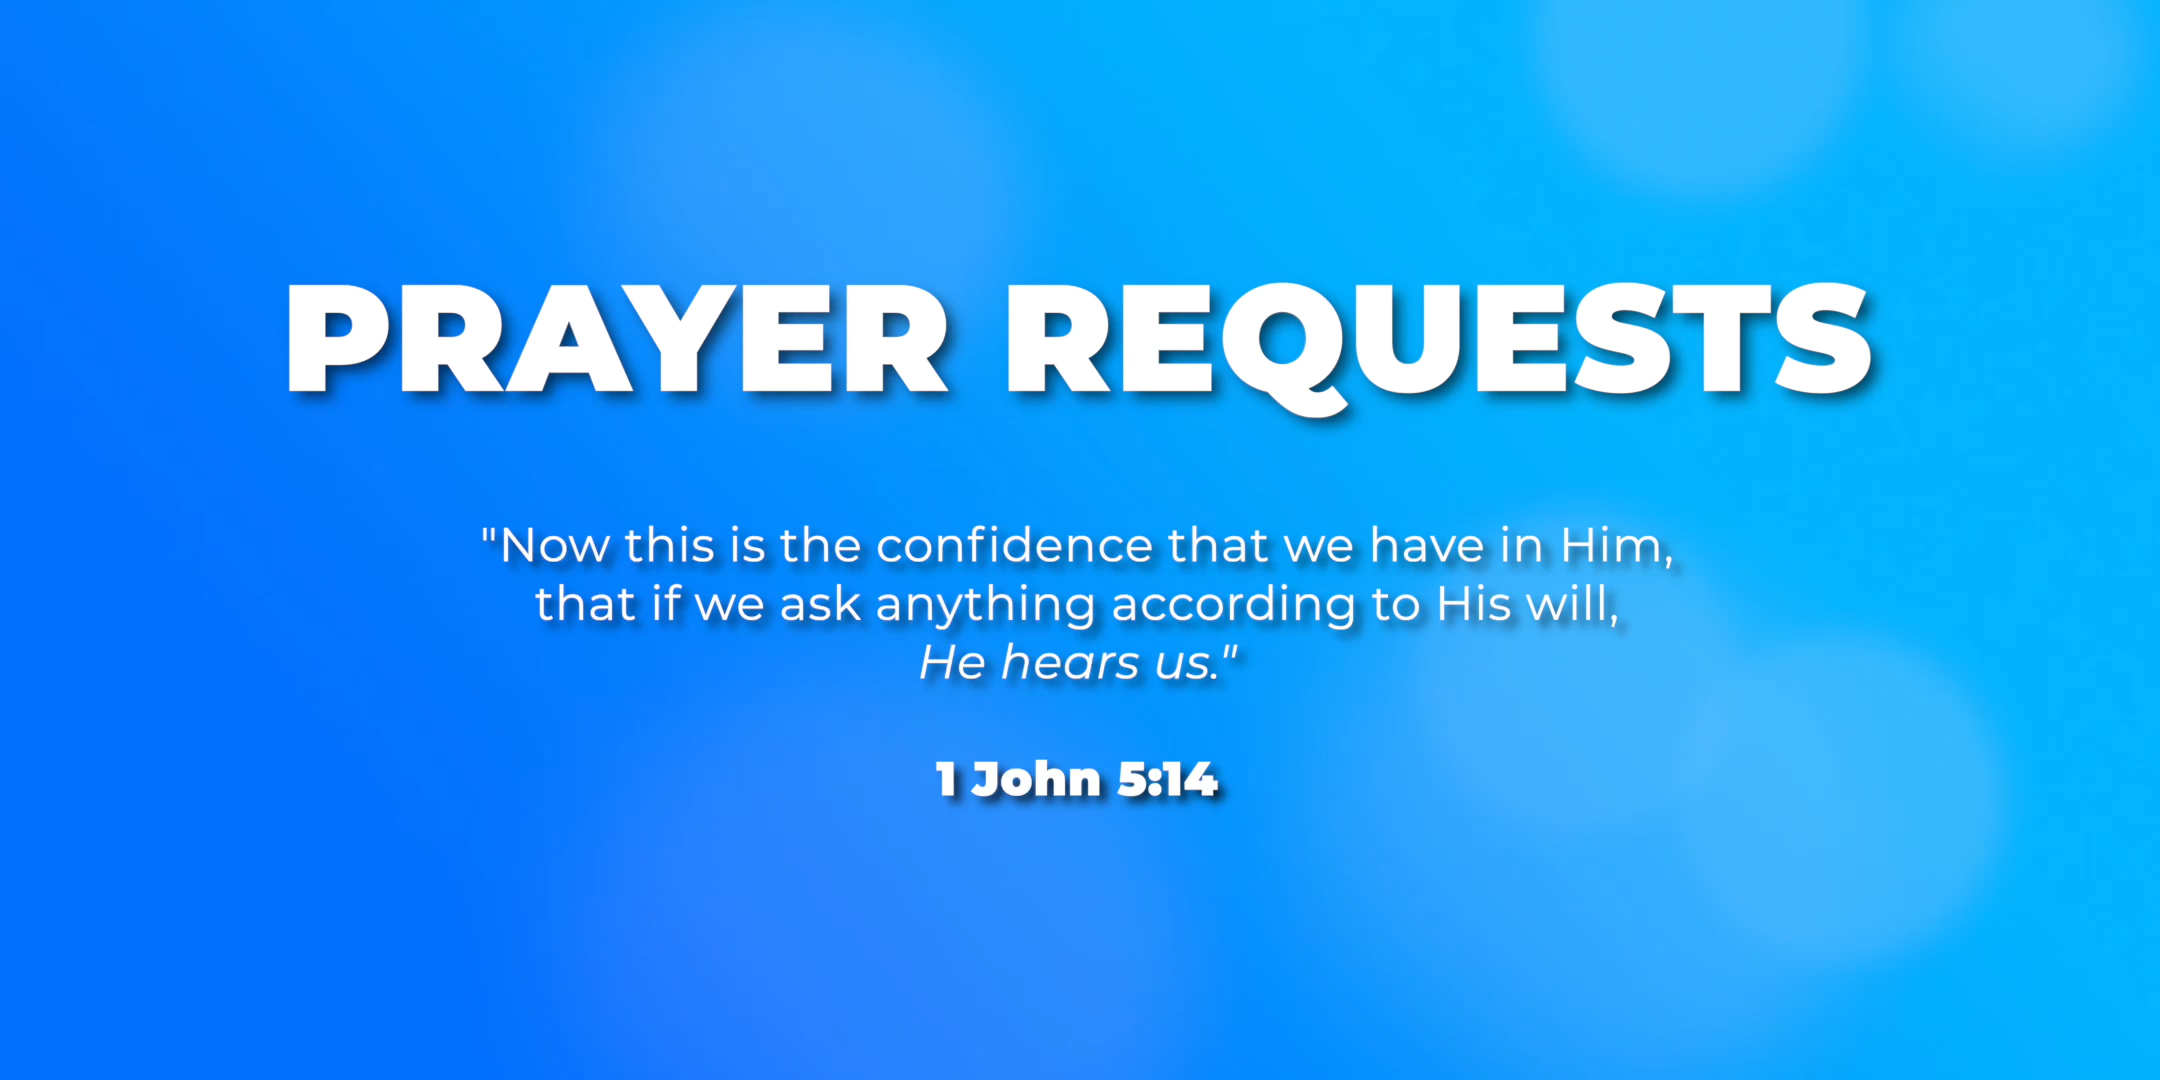 PRAYER REQUESTS
"Now this is the confidence that we have in Him,
that if we ask anything according to His will,
He hears us."
1 John 5:14